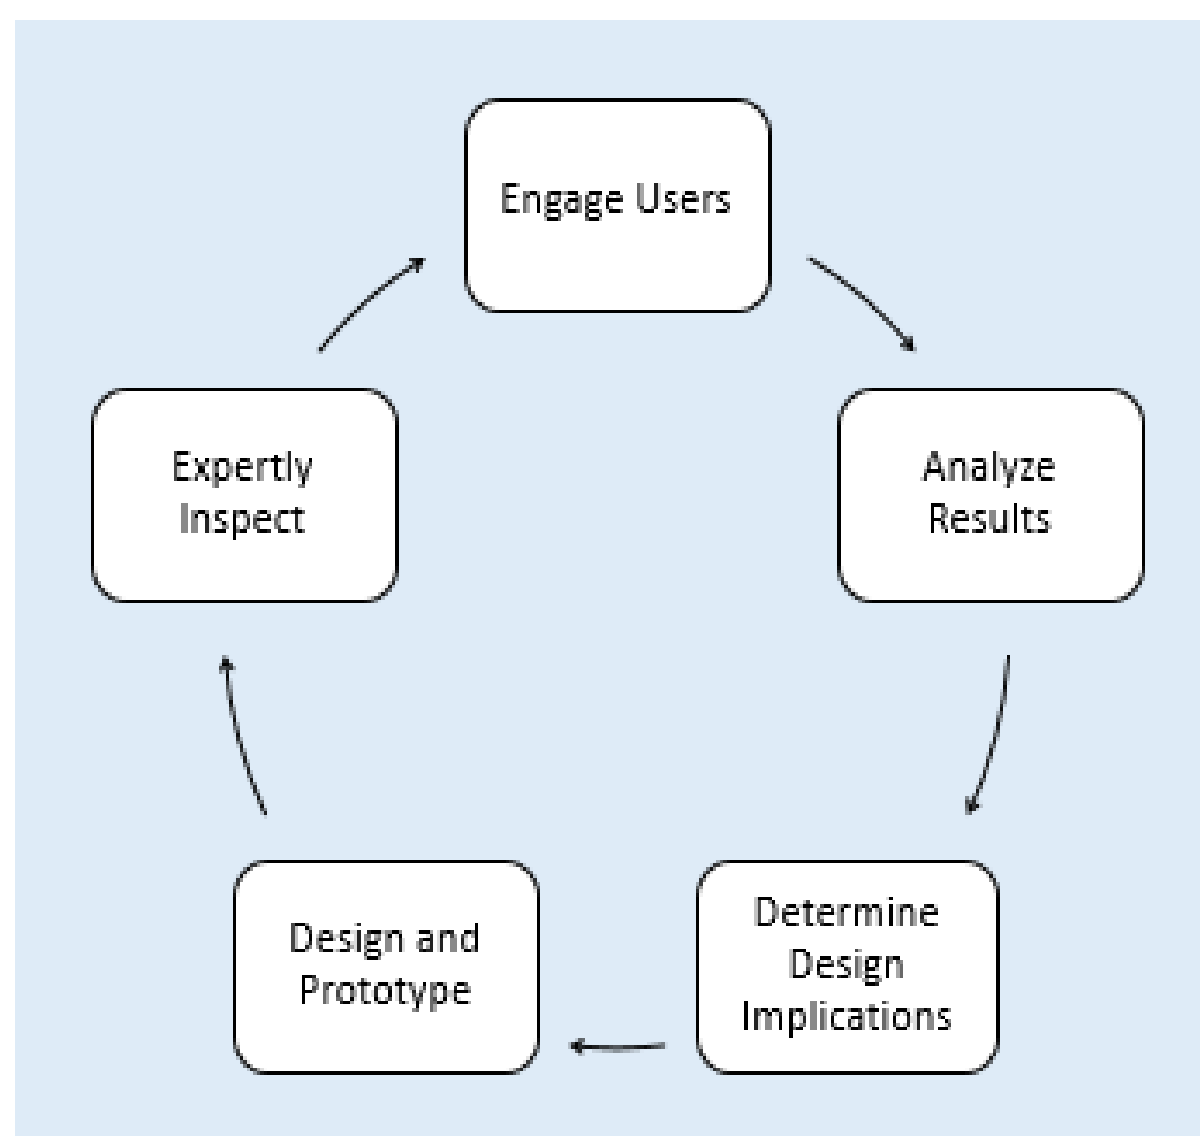 Engage Users
Analyze
Results
Determine
Design
Implications
Design and
Prototype
Expertly
Inspect